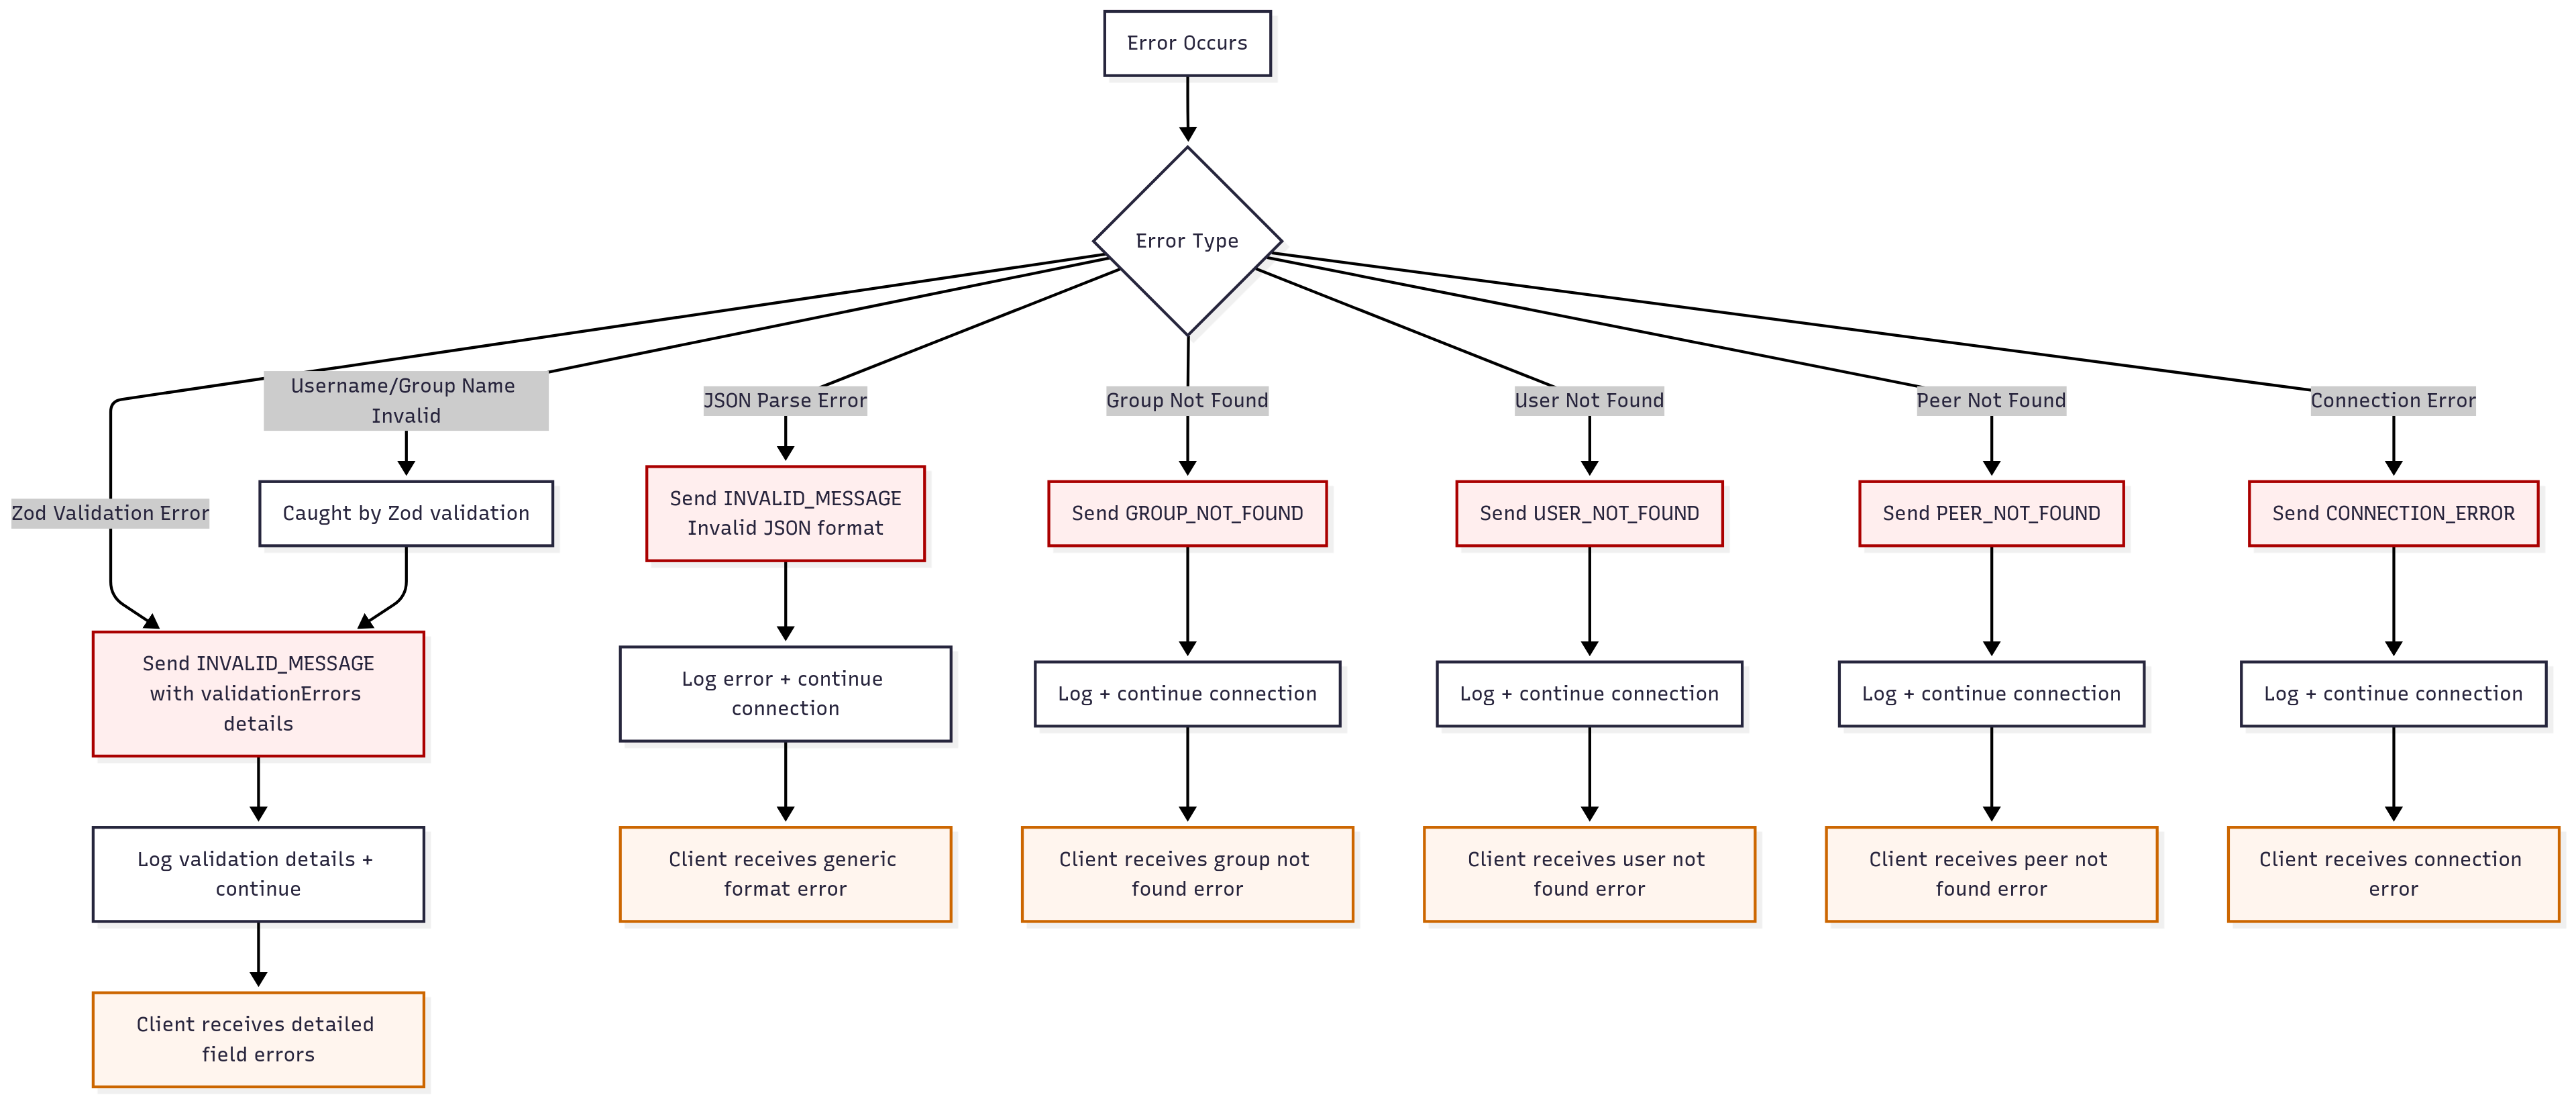 Error Occurs
Error Type
Username/Group Name
Invalid
JSON Parse Error
Group Not Found
User Not Found
Peer Not Found
Connection Error
Zod Validation Error
Caught by Zod validation
Send INVALID_MESSAGE
Invalid JSON format
Send GROUP_NOT_FOUND
Send USER_NOT_FOUND
Send PEER_NOT_FOUND
Send CONNECTION_ERROR
Send INVALID_MESSAGE
with validationErrors
details
Log error + continue
connection
Log + continue connection
Log + continue connection
Log + continue connection
Log + continue connection
Log validation details +
continue
Client receives generic
format error
Client receives group not
found error
Client receives user not
found error
Client receives peer not
found error
Client receives connection
error
Client receives detailed
field errors